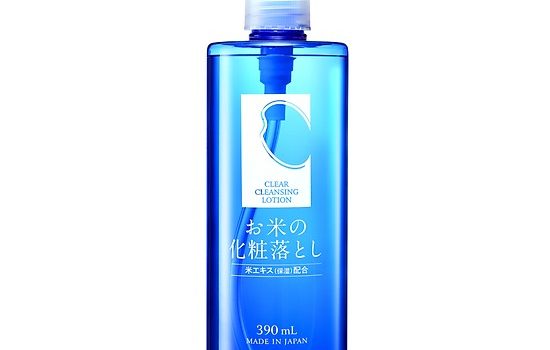 CLEAR
CLEANSING
LOTION
お米の
化粧落とし
米エキス(保湿)配合
390 mL
MADE IN JAPAN